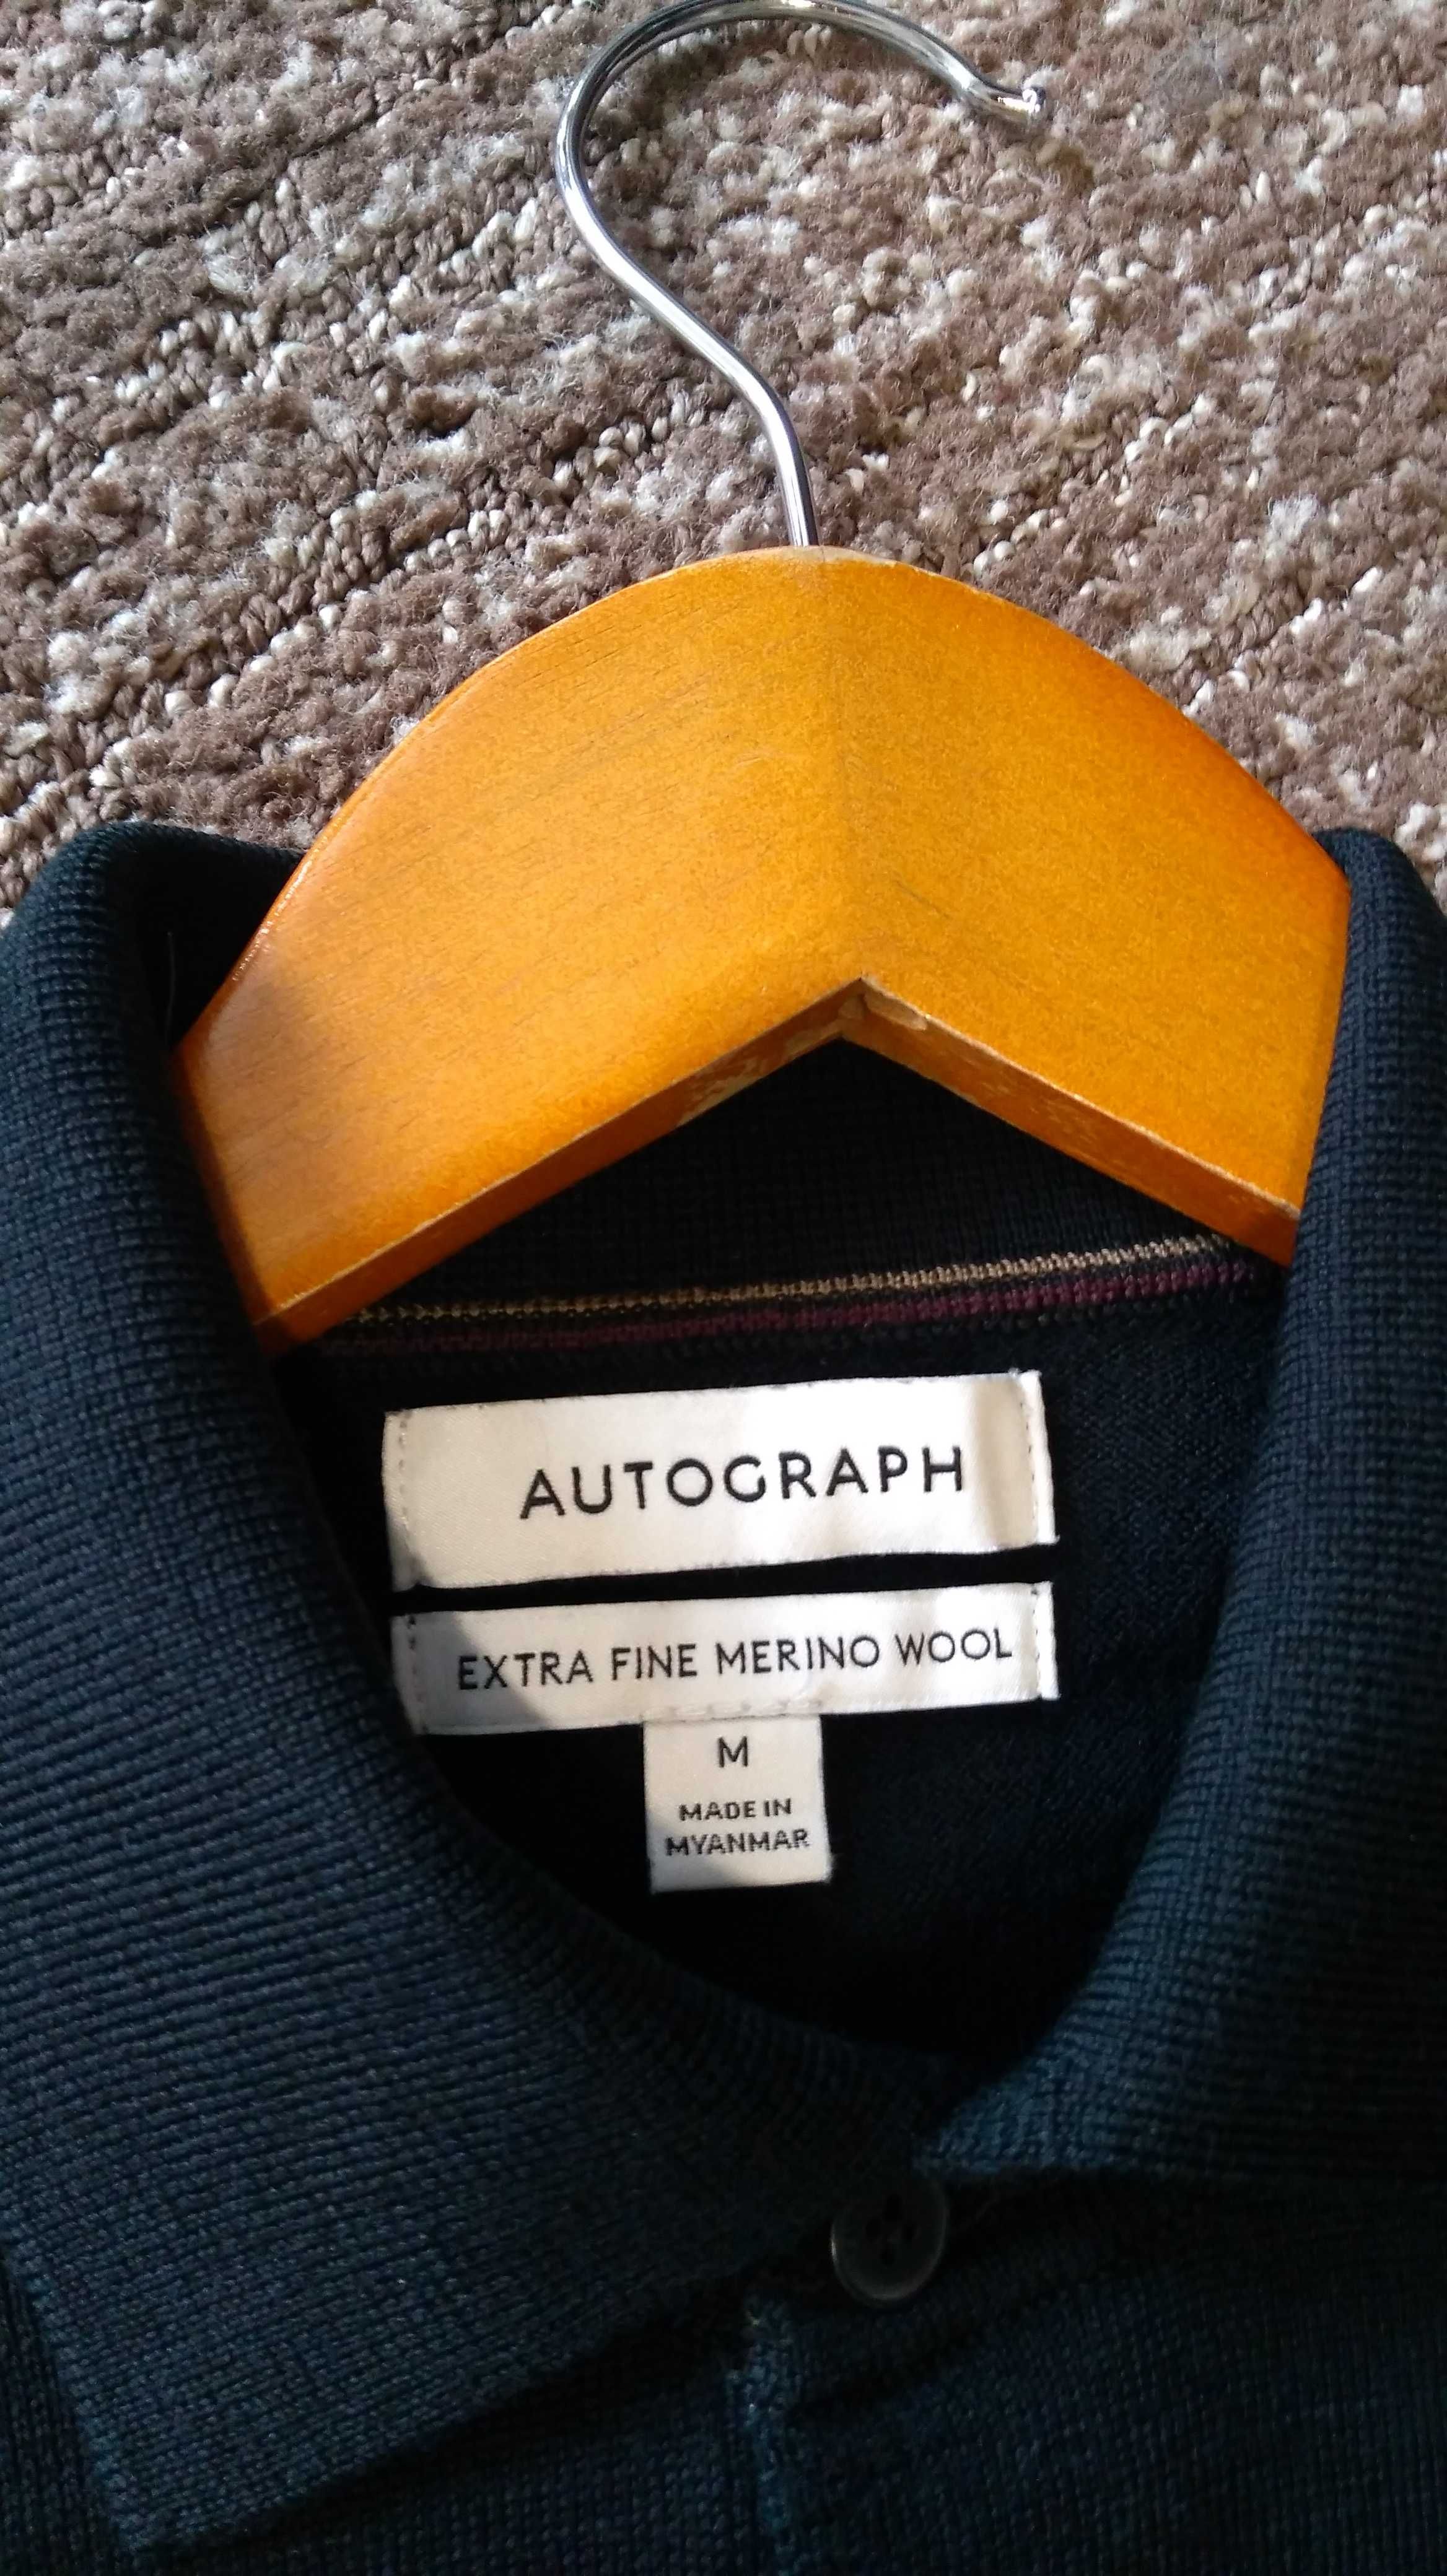 AUTOGRAPH
EXTRA FINE MERINO WOOL
M
MADE IN
MYANMAR